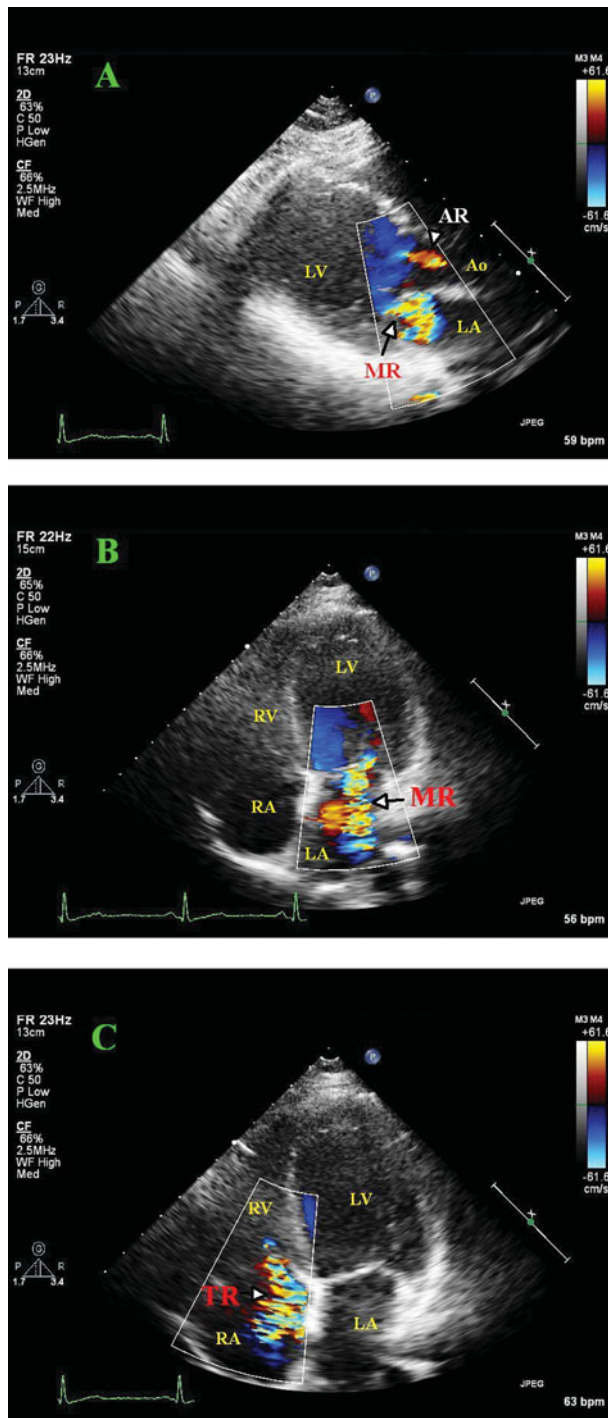 FR 23Hz
13cm
2D
63%
C 50
P Low
HGen
CF
66%
2.5MHz
WF High
Med
A
P
M3 M4
+61.6
-61.6
cm/s
AR
Ao
LV
LA
MR
G
P R
1.7 3.4
X
JPEG
59 bpm
FR 22Hz
15cm
2D
65%
C 50
P Low
HGen
CF
66%
2.5MHz
WF High
Med
B
P
M3 M4
+61.6
-61.6
cm/s
LV
RV
RA
MR
LA
G
P R
1.7 3.4
X
JPEG
56 bpm
FR 23Hz
13cm
2D
63%
C 50
P Low
HGen
CF
66%
2.5MHz
WF High
Med
C
P
M3 M4
+61.6
-61.6
cm/s
RV
LV
TR
RA
LA
G
P R
1.7 3.4
X
JPEG
63 bpm